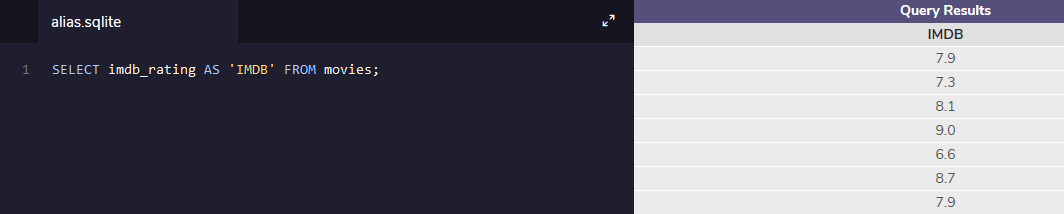 alias.sqlite
1 SELECT imdb_rating AS 'IMDB' FROM movies;
Query Results
IMDB
7.9
7.3
8.1
9.0
6.6
8.7
7.9